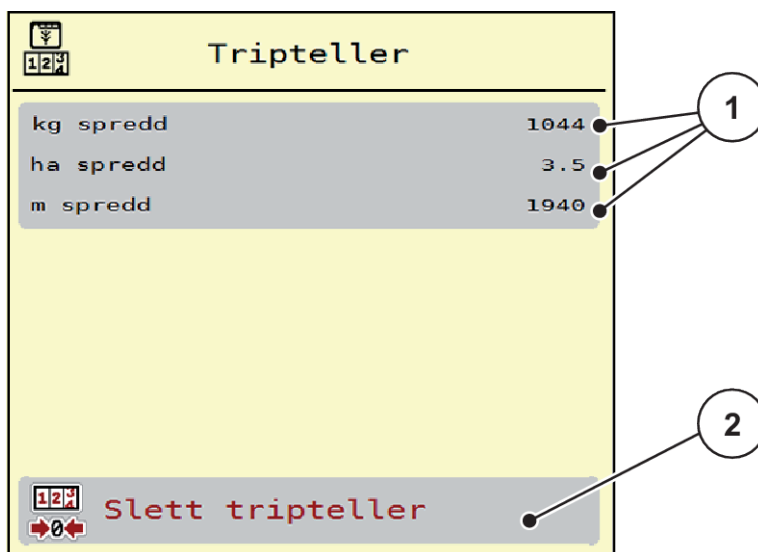 Tripteller
kg spredd 1044
ha spredd 3.5
m spredd 1940
Slett tripteller
1
2